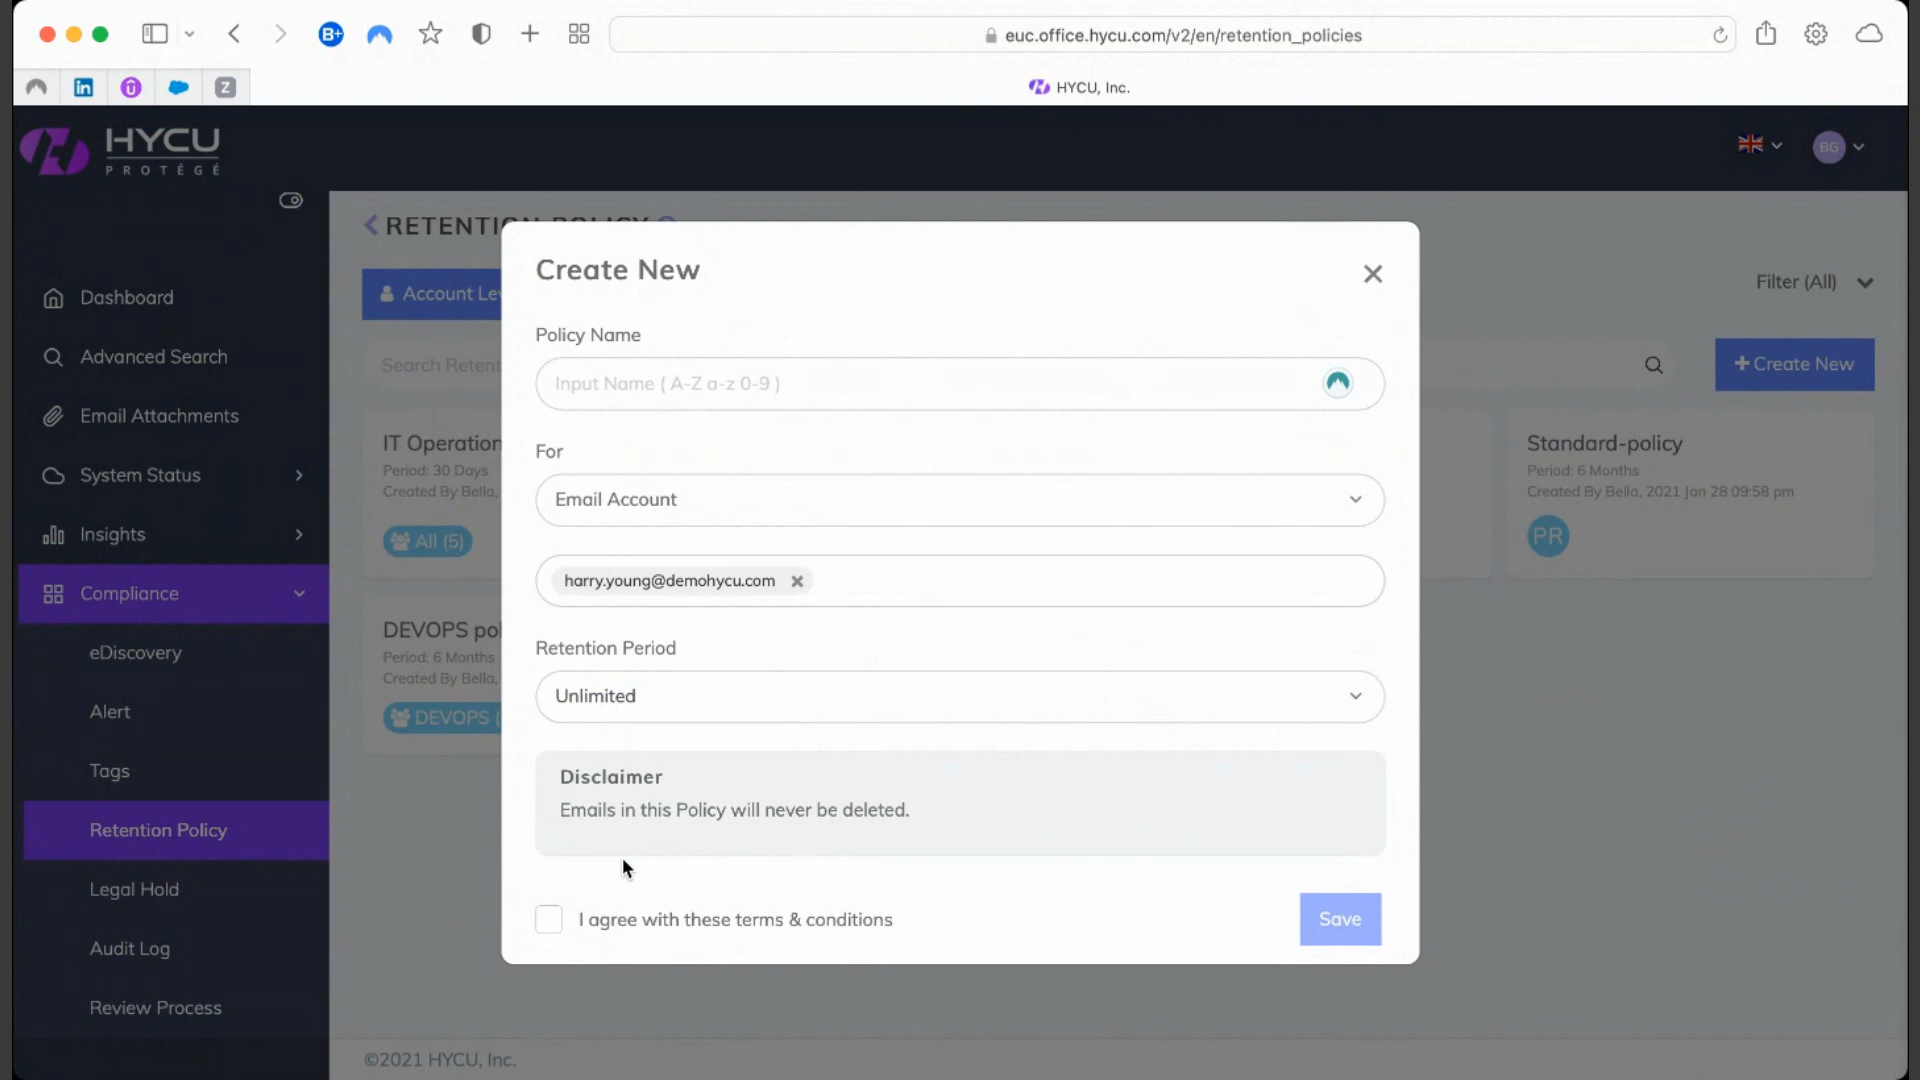 B+
euc.office.hycu.com/v2/en/retention_policies
in
Z
HYCU, Inc.
HYCU
PROTÉGÉ
BG
Dashboard
Advanced Search
Email Attachments
System Status
Insights
Compliance
eDiscovery
Alert
Tags
Retention Policy
Legal Hold
Audit Log
Review Process
RETENTION POLICY
Account Lev
Filter (All)
Search Retent
+ Create New
IT Operation
Period: 30 Days
Created By Bella,
All (5)
DEVOPS pol
Period: 6 Months
Created By Bella,
DEVOPS (
Standard-policy
Period: 6 Months
Created By Bella, 2021 Jan 28 09:58 pm
PR
Create New
Policy Name
Input Name ( A-Z a-z 0-9 )
For
Email Account
harry.young@demohycu.com
Retention Period
Unlimited
Disclaimer
Emails in this Policy will never be deleted.
I agree with these terms & conditions
Save
©2021 HYCU, Inc.